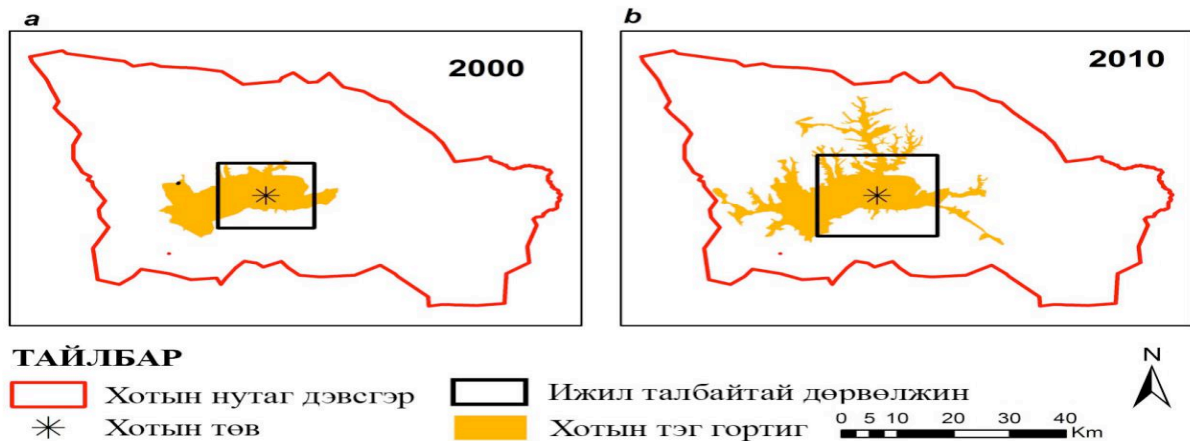 a
b
2000
2010
ТАЙЛБАР
N
Хотын нутаг дэвсгэр
Ижил талбайтай дөрвөлжин
Хотын төв
Хотын тэг гортиг
0 5 10 20 30 40
Km